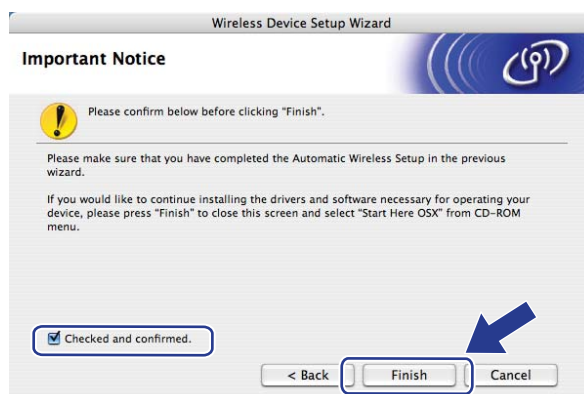 Wireless Device Setup Wizard
Important Notice
Please confirm below before clicking "Finish".
Please make sure that you have completed the Automatic Wireless Setup in the previous
wizard.
If you would like to continue installing the drivers and software necessary for operating your
device, please press "Finish" to close this screen and select "Start Here OSX" from CD-ROM
menu.
Checked and confirmed.
< Back
Finish
Cancel